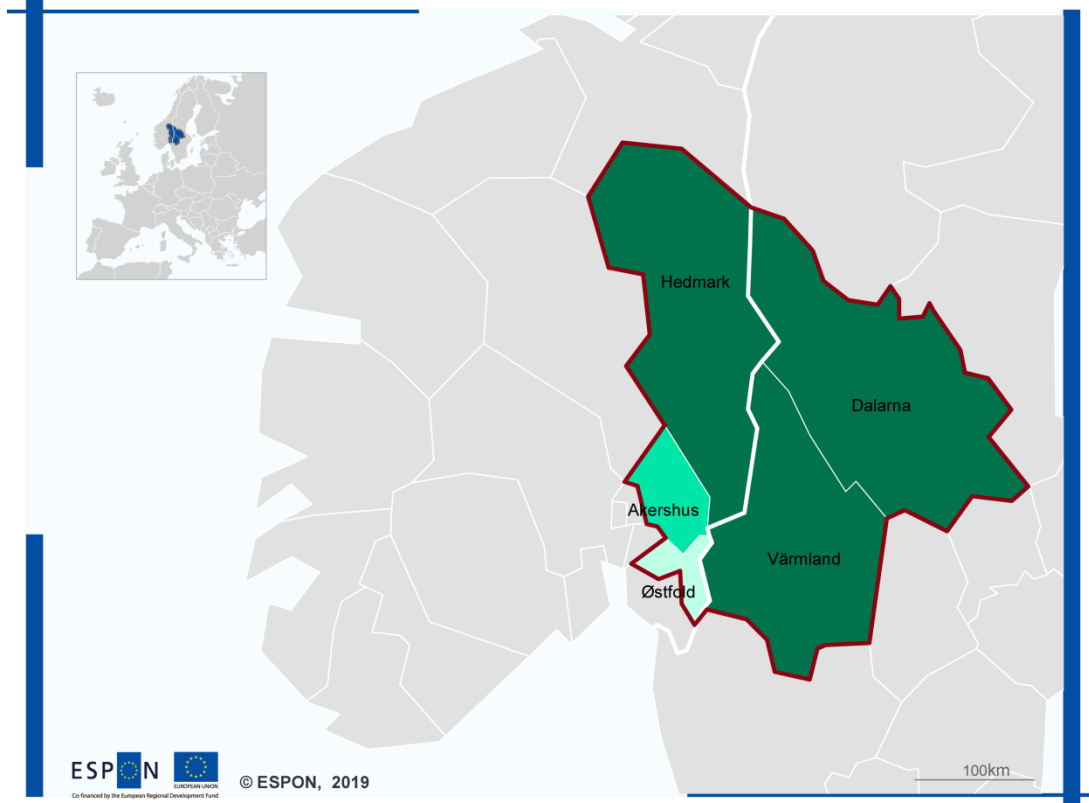 Hedmark
Dalarna
Akershus
Värmland
Østfold
ESPON
EUROPEAN UNION
Co-financed by the European Regional Development Fund
© ESPON, 2019
100km